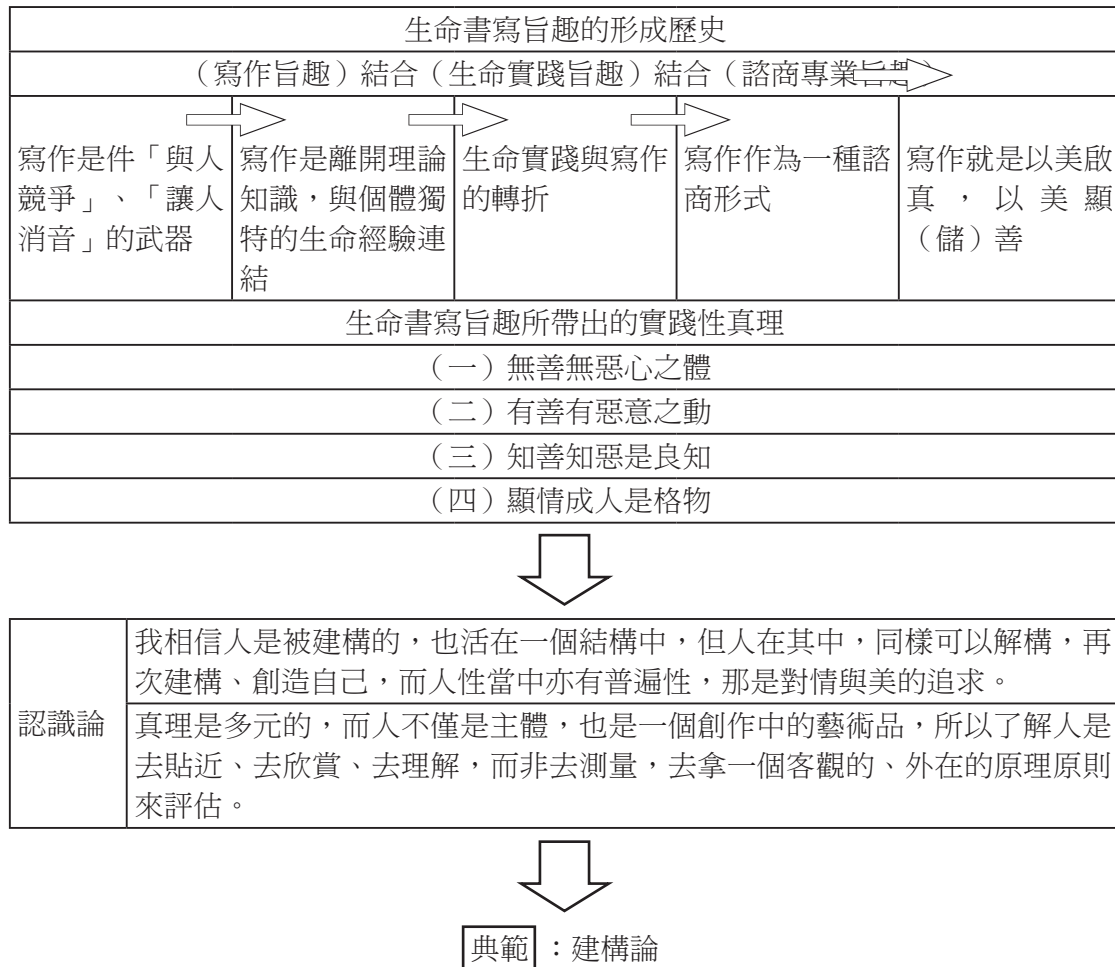 生命書寫旨趣的形成歷史
（寫作旨趣）結合（生命實踐旨趣）結合（諮商專業旨趣）
寫作是件「與人
競爭」、「讓人
消音」的武器
寫作是離開理論
知識，與個體獨
特的生命經驗連
結
生命實踐與寫作
的轉折
寫作作為一種諮
商形式
寫作就是以美啟
真，以美顯
（儲）善
生命書寫旨趣所帶出的實踐性真理
（一）無善無惡心之體
（二）有善有惡意之動
（三）知善知惡是良知
（四）顯情成人是格物
認識論
我相信人是被建構的，也活在一個結構中，但人在其中，同樣可以解構，再
次建構、創造自己，而人性當中亦有普遍性，那是對情與美的追求。
真理是多元的，而人不僅是主體，也是一個創作中的藝術品，所以了解人是
去貼近、去欣賞、去理解，而非去測量，去拿一個客觀的、外在的原理原則
來評估。
典範：建構論